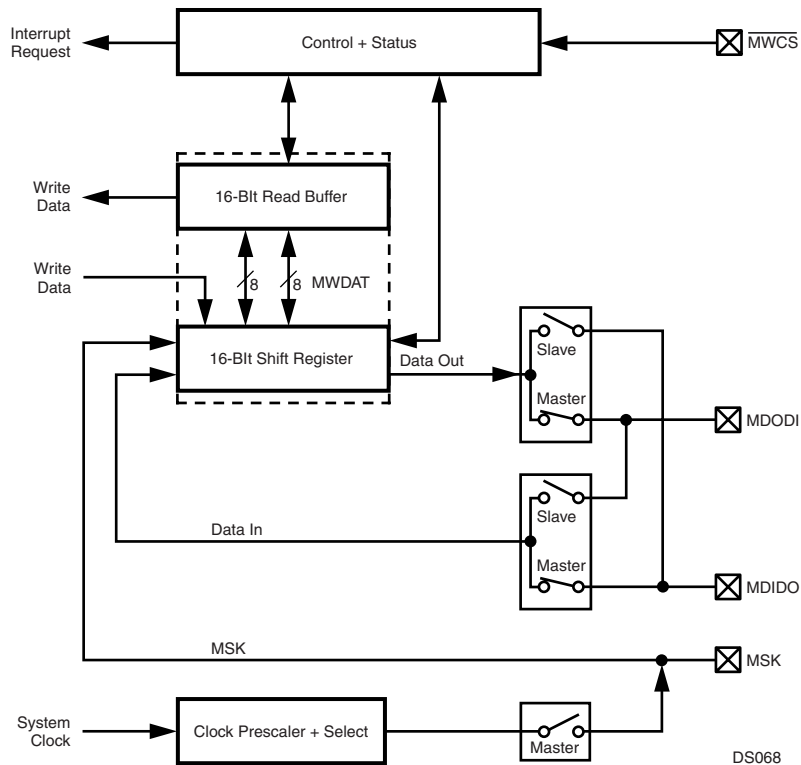 Interrupt
Request
Control + Status
MWCS
Write
Data
16-BIt Read Buffer
Write
Data
8
8
MWDAT
16-BIt Shift Register
Data Out
Slave
Master
MDODI
Slave
Data In
Master
MDIDO
MSK
MSK
System
Clock
Clock Prescaler + Select
Master
DS068